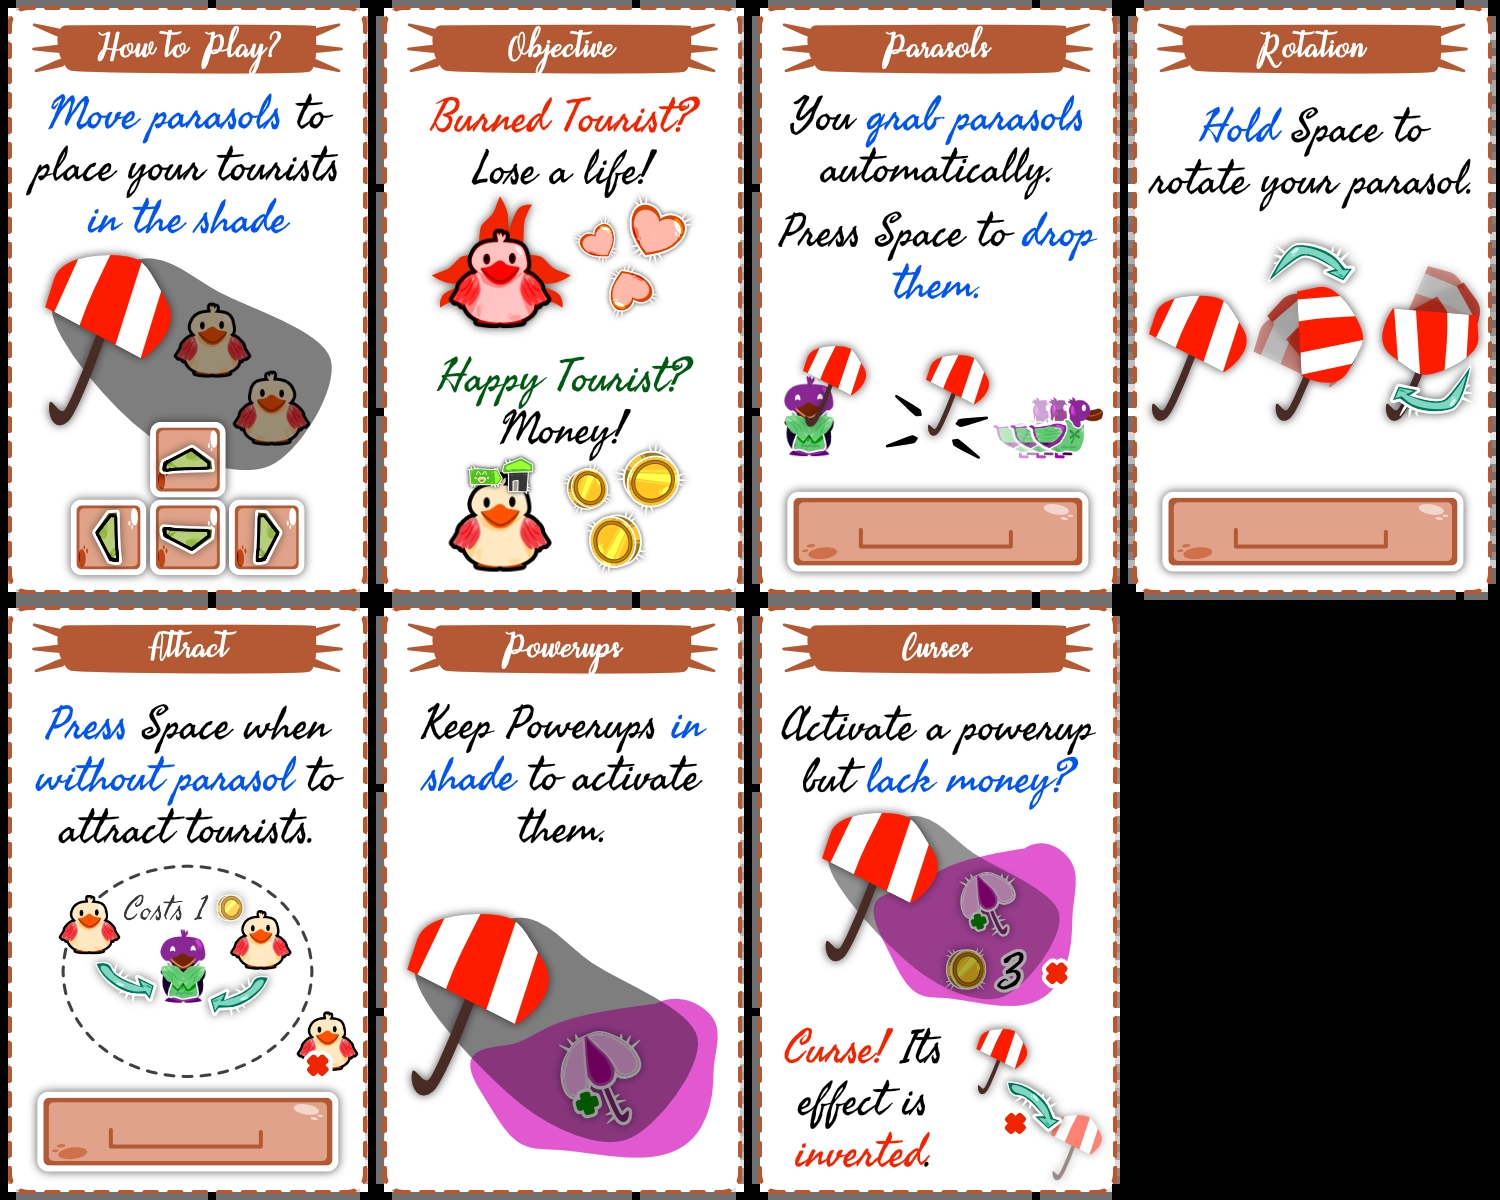 How to Play?
Move parasols to
place your tourists
in the shade
Objective
Burned Tourist?
Lose a life!
Happy Tourist?
Money!
Parasols
You grab parasols
automatically.
Press Space to drop
them.
Rotation
Hold Space to
rotate your parasol.
Attract
Press Space when
without parasol to
attract tourists.
Costs 1
Powerups
Keep Powerups in
shade to activate
them.
Curses
Activate a powerup
but lack money?
3
Curse! Its
effect is
inverted.